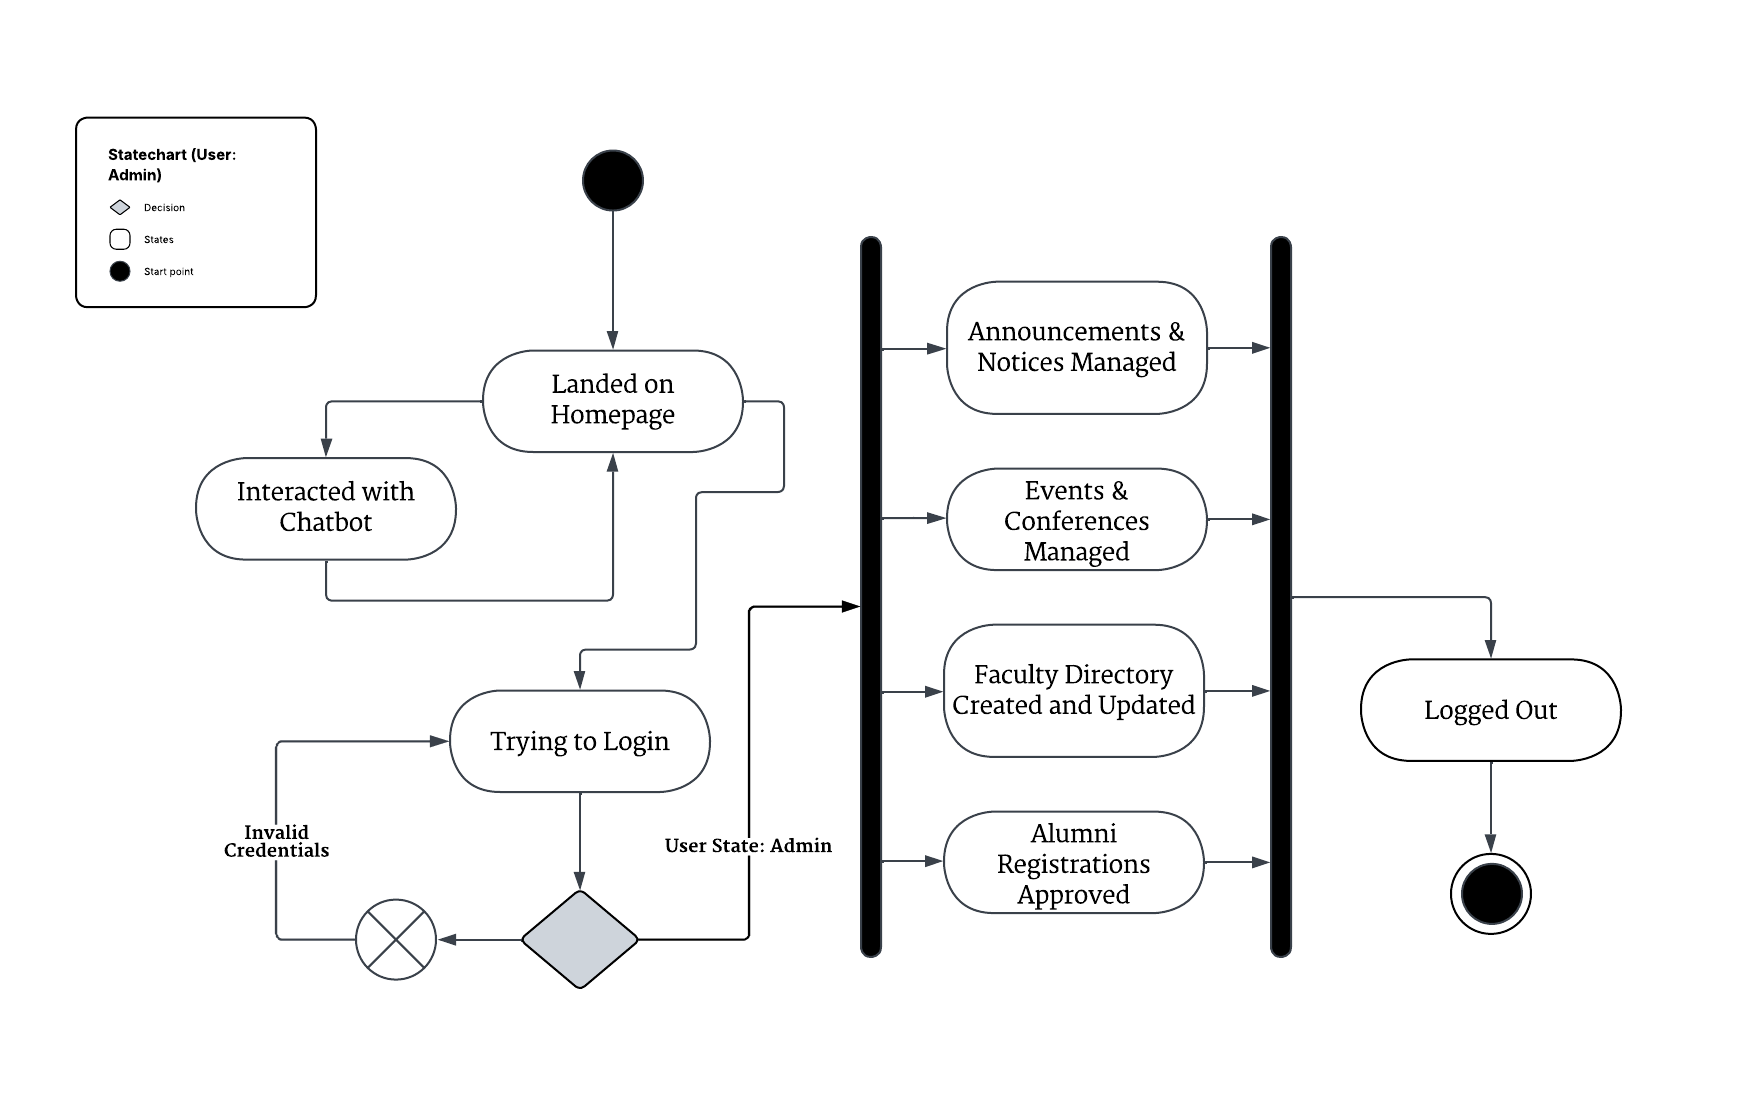 Statechart (User:
Admin)
Decision
States
Start point
Landed on
Homepage
Interacted with
Chatbot
Trying to Login
Invalid
Credentials
User State: Admin
Announcements &
Notices Managed
Events &
Conferences
Managed
Faculty Directory
Created and Updated
Alumni
Registrations
Approved
Logged Out